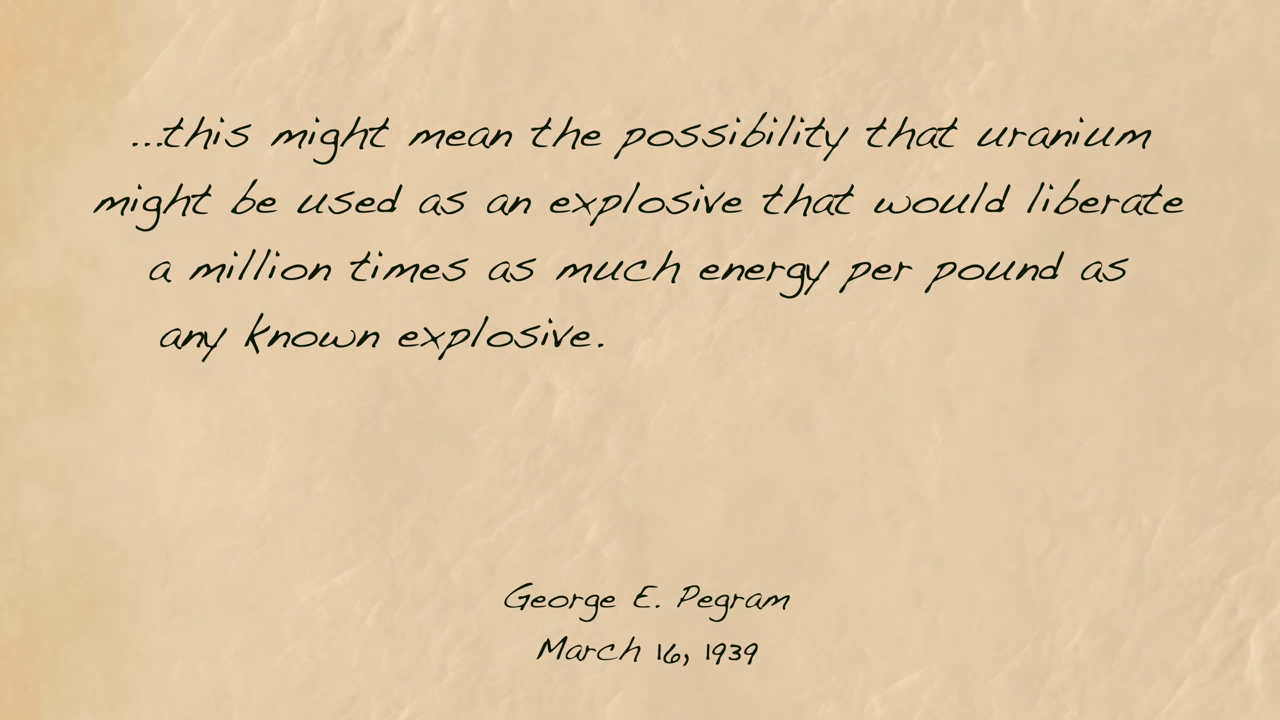 ...this might mean the possibility that uranium
might be used as an explosive that would liberate
a million times as much energy per pound as
any known explosive.
George E. Pegram
March 16, 1939